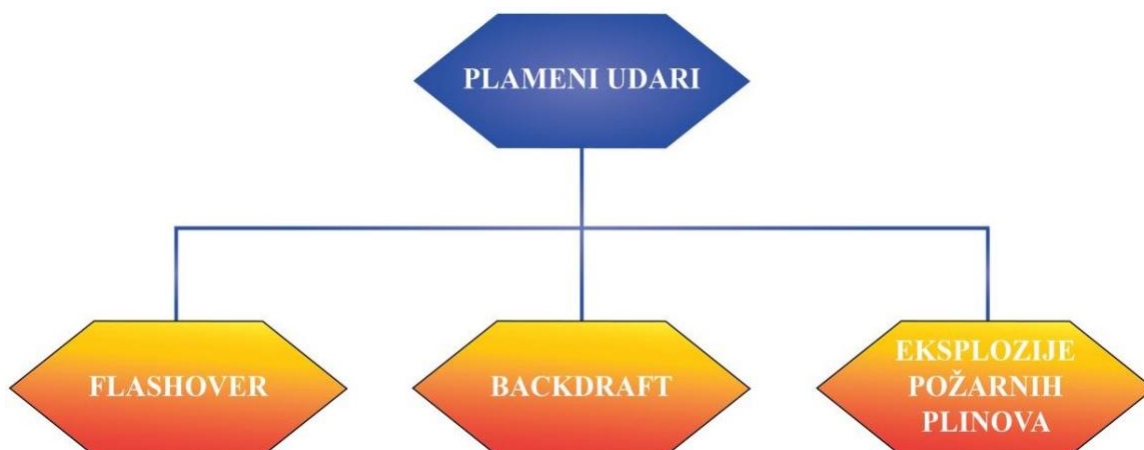 PLAMENI UDARI
FLASHOVER
BACKDRAFT
EKSPLOZIJE
POŽARNIH
PLINOVA